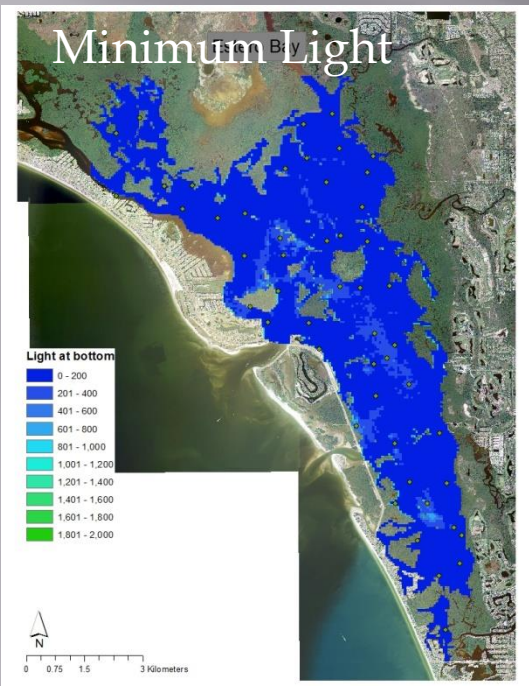 Minimum Light
Estero Bay
Light at bottom
0 - 200
201 - 400
401 - 600
601 - 800
801 - 1,000
1,001 - 1,200
1,201 - 1,400
1,401 - 1,600
1,601 - 1,800
1,801 - 2,000
N
0 0.75 1.5 3 Kilometers